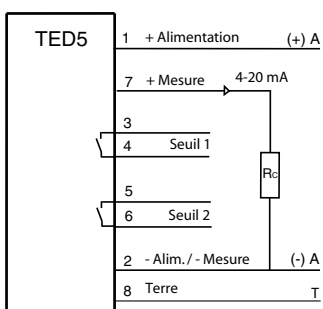 TED5
1 + Alimentation (+) A
7 + Mesure 4-20 mA
3
4 Seuil 1
Rc
5
6 Seuil 2
2 - Alim./ - Mesure (-) A
8 Terre T